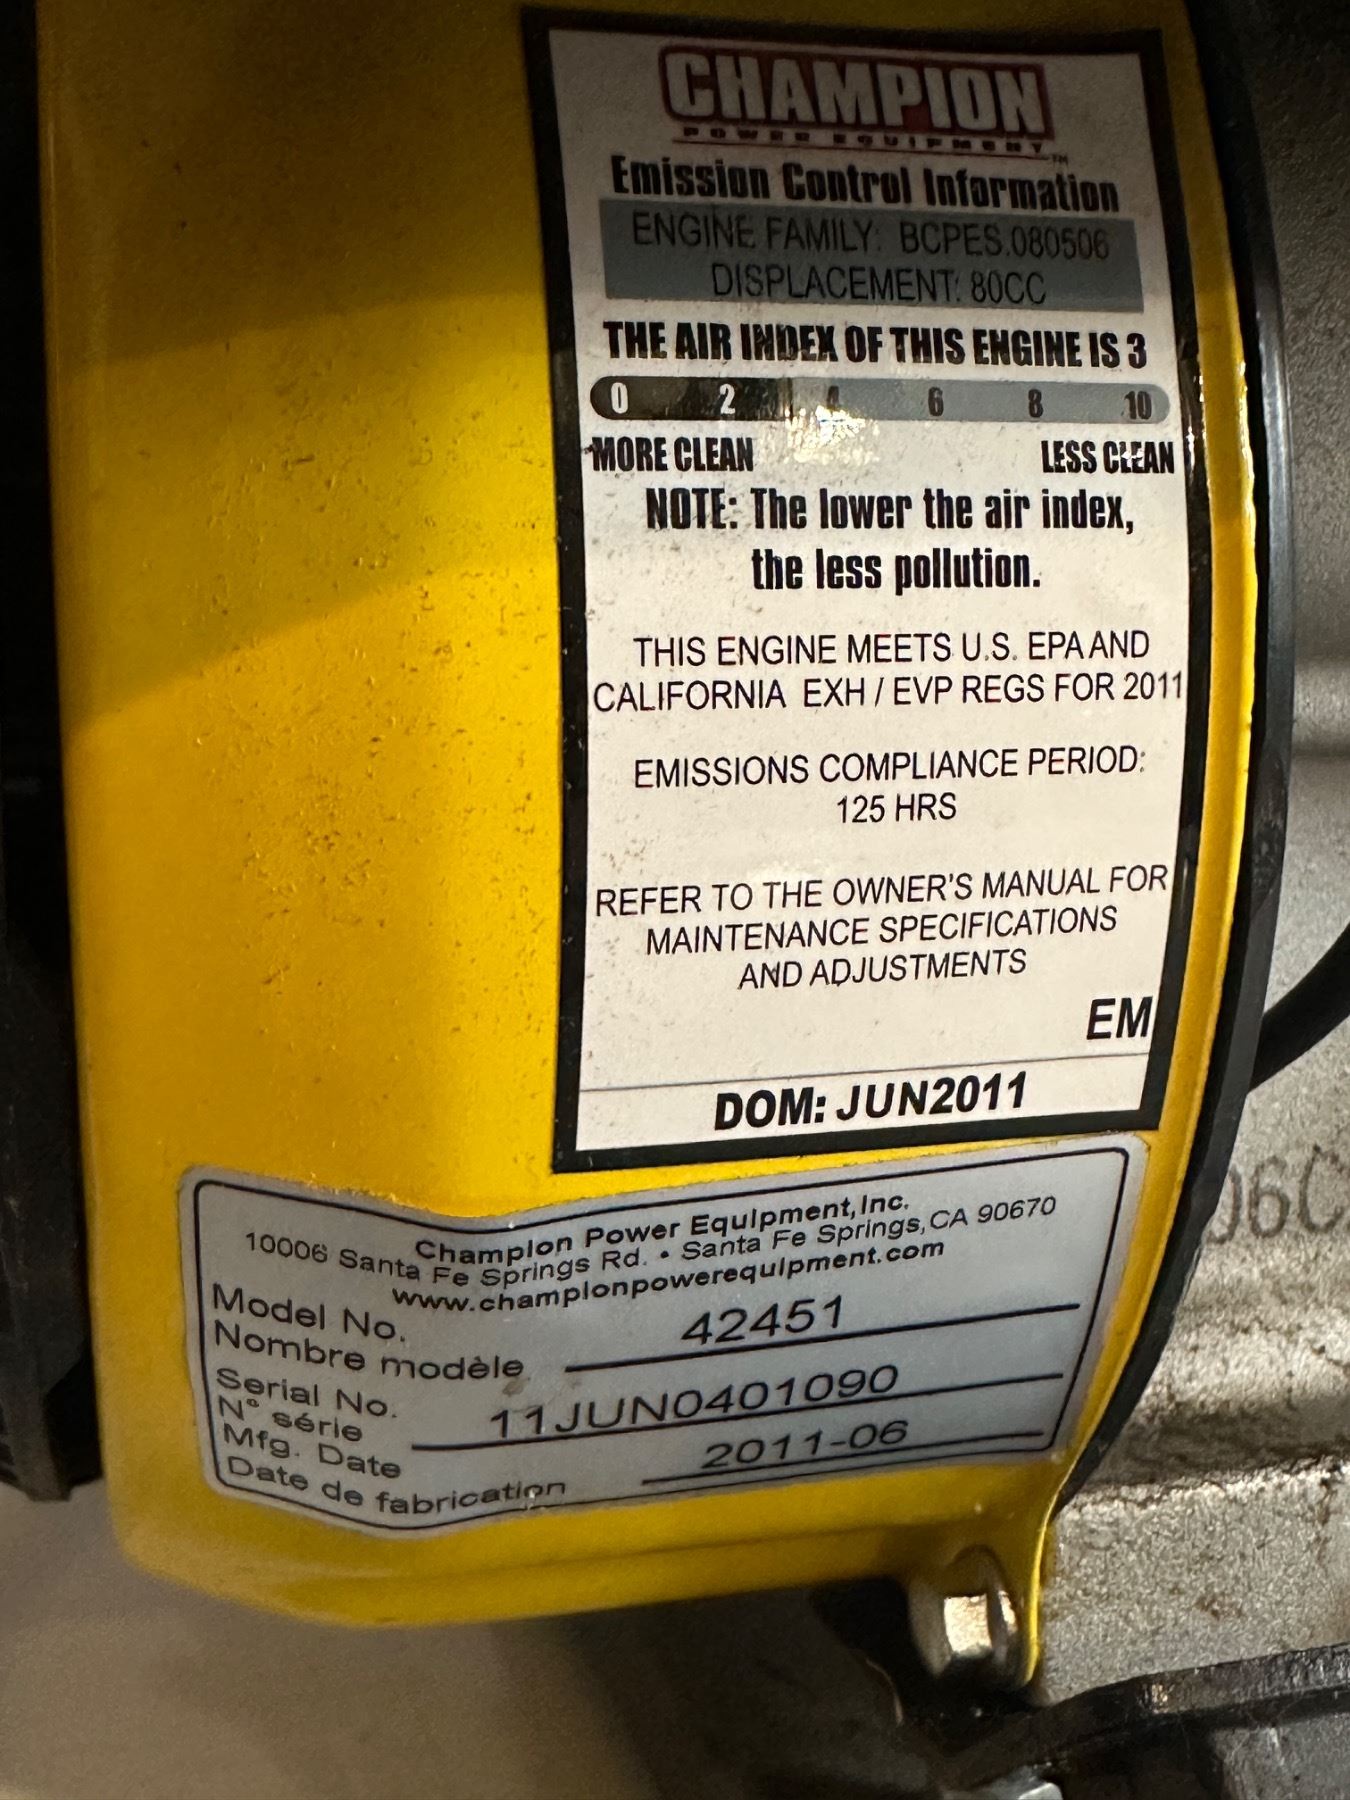 CHAMPION
POWER EQUIPMENT™
Emission Control Information
ENGINE FAMILY: BCPES.080506
DISPLACEMENT: 80CC
THE AIR INDEX OF THIS ENGINE IS 3
0 2 4 6 8 10
MORE CLEAN LESS CLEAN
NOTE: The lower the air index,
the less pollution.
THIS ENGINE MEETS U.S. EPA AND
CALIFORNIA EXH / EVP REGS FOR 2011
EMISSIONS COMPLIANCE PERIOD:
125 HRS
REFER TO THE OWNER'S MANUAL FOR
MAINTENANCE SPECIFICATIONS
AND ADJUSTMENTS
EM
DOM: JUN2011
Champion Power Equipment, Inc.
10006 Santa Fe Springs Rd. • Santa Fe Springs, CA 90670
www.championpowerequipment.com
Model No. 42451
Nombre modèle
Serial No. 11JUN0401090
N° série
Mfg. Date 2011-06
Date de fabrication